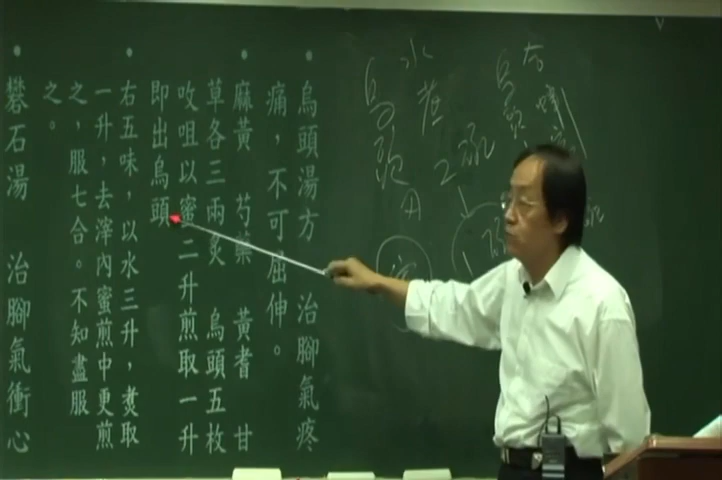 水煮
• 烏頭湯方 治腳氣疼
痛，不可屈伸。
• 麻黃 芍藥 黃耆 甘
草各三兩炙 烏頭五枚
㕮咀以蜜二升煎取一升
即出烏頭
• 右五味，以水三升，煮取
一升，去滓內蜜煎中更煎
之，服七合。不知盡服
之。
• 礬石湯 治腳氣衝心